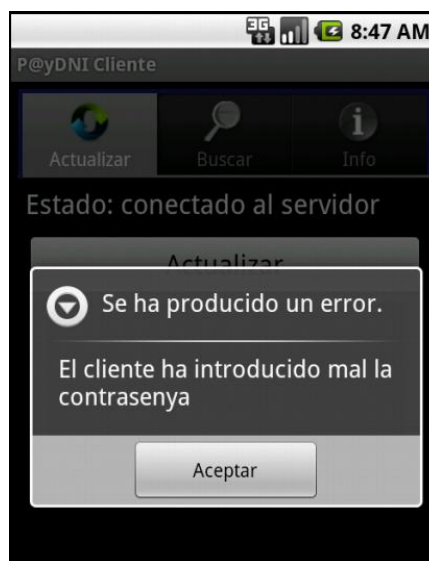 3G
8:47 AM
P@yDNI Cliente
Actualizar
Buscar
Info
Estado: conectado al servidor
Actualizar
Se ha producido un error.
El cliente ha introducido mal la
contrasenya
Aceptar